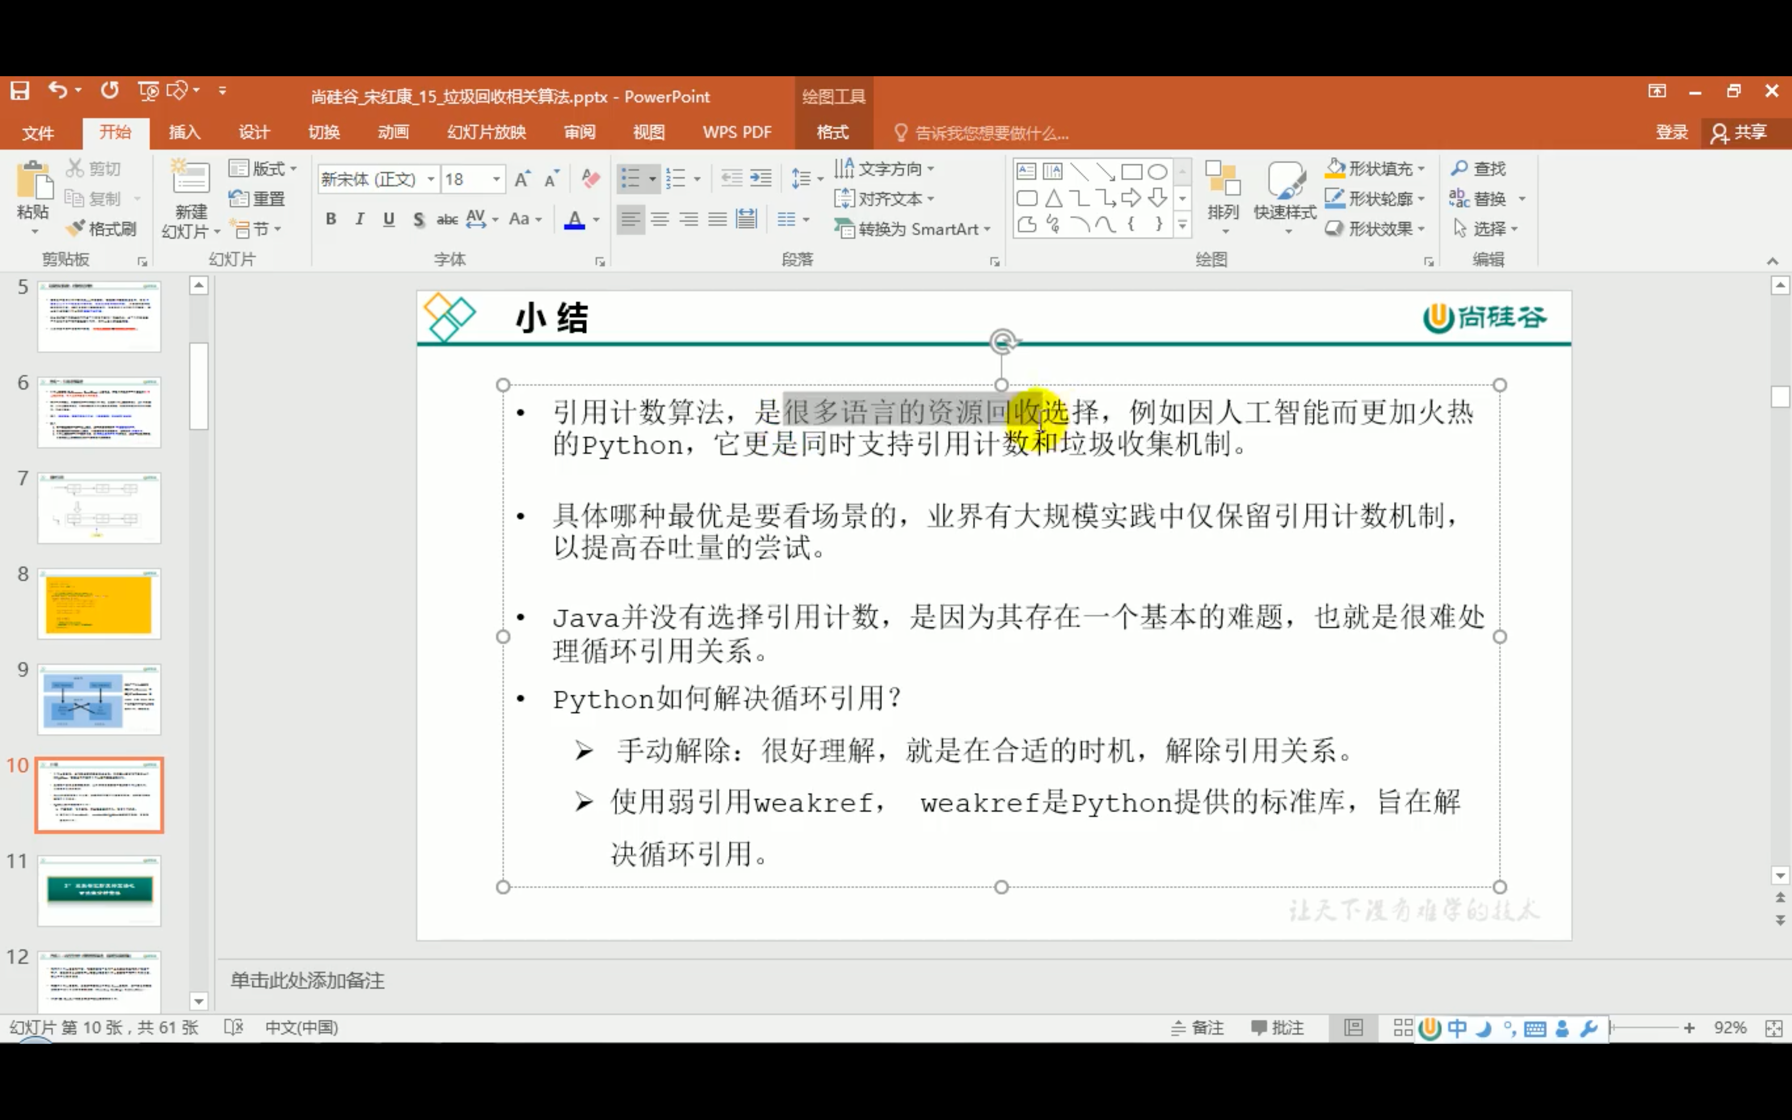 尚硅谷_宋红康_15_垃圾回收相关算法.pptx - PowerPoint
绘图工具
文件 开始 插入 设计 切换 动画 幻灯片放映 审阅 视图 WPS PDF 格式 告诉我您想要做什么... 登录 共享
粘贴
剪切
复制
格式刷
剪贴板
新建
幻灯片
版式
重置
节
幻灯片
新宋体 (正文) 18
B I U S abc AV Aa A
字体
文字方向
对齐文本
转换为 SmartArt
段落
排列
快速样式
形状填充
形状轮廓
形状效果
绘图
查找
替换
选择
编辑
5
6
7
8
9
10
11
12
小结
尚硅谷
• 引用计数算法，是很多语言的资源回收选择，例如因人工智能而更加火热
的Python，它更是同时支持引用计数和垃圾收集机制。
• 具体哪种最优是要看场景的，业界有大规模实践中仅保留引用计数机制，
以提高吞吐量的尝试。
• Java并没有选择引用计数，是因为其存在一个基本的难题，也就是很难处
理循环引用关系。
• Python如何解决循环引用？
➢ 手动解除：很好理解，就是在合适的时机，解除引用关系。
➢ 使用弱引用weakref， weakref是Python提供的标准库，旨在解
决循环引用。
让天下没有难学的技术
单击此处添加备注
幻灯片 第 10 张，共 61 张 中文(中国) 备注 批注 中 92%